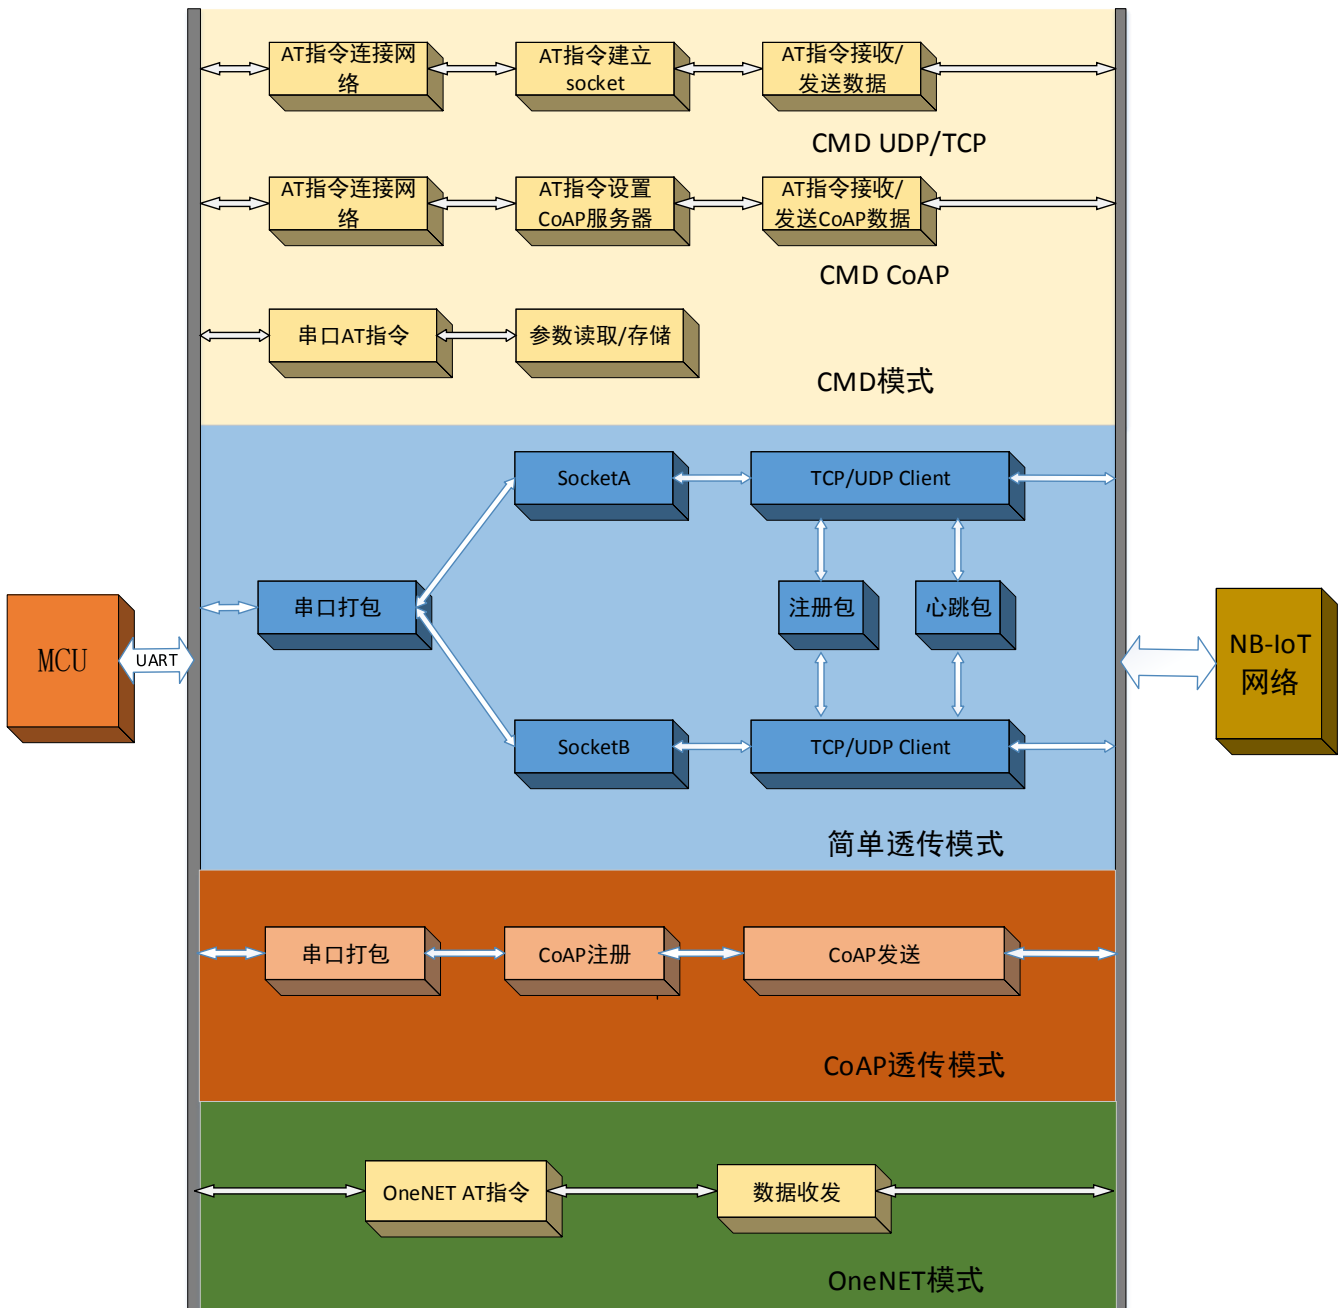 AT指令连接网
络
AT指令建立
socket
AT指令接收/
发送数据
CMD UDP/TCP
AT指令连接网
络
AT指令设置
CoAP服务器
AT指令接收/
发送CoAP数据
CMD CoAP
串口AT指令
参数读取/存储
CMD模式
SocketA
TCP/UDP Client
串口打包
注册包
心跳包
MCU
UART
NB-IoT
网络
SocketB
TCP/UDP Client
简单透传模式
串口打包
CoAP注册
CoAP发送
CoAP透传模式
OneNET AT指令
数据收发
OneNET模式